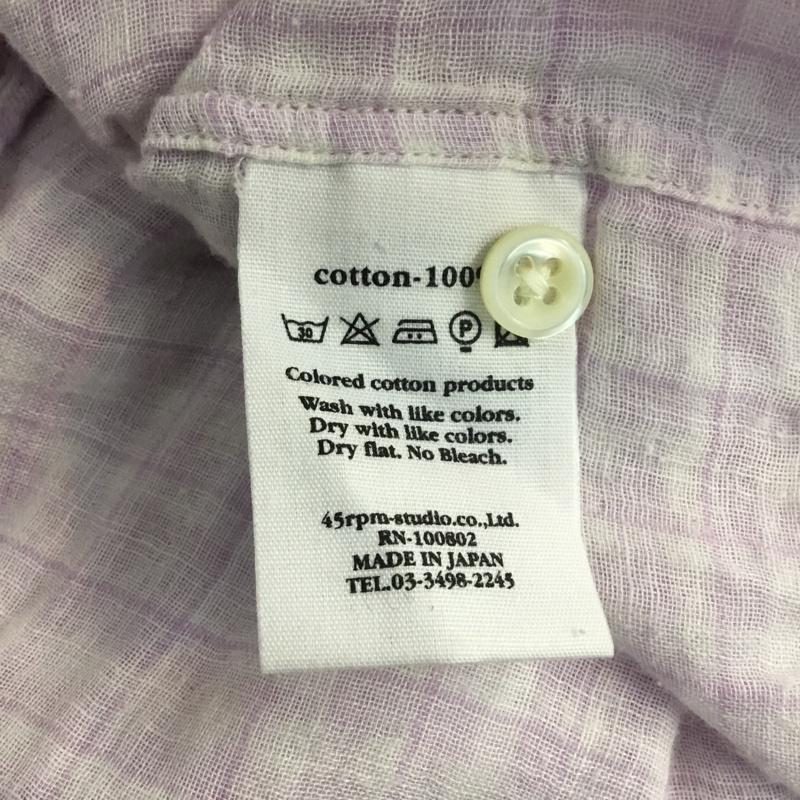 cotton-100
30
P
Colored cotton products
Wash with like colors.
Dry with like colors.
Dry flat. No Bleach.
45rpm-studio.co.,Ltd.
RN-100802
MADE IN JAPAN
TEL.03-3498-2245